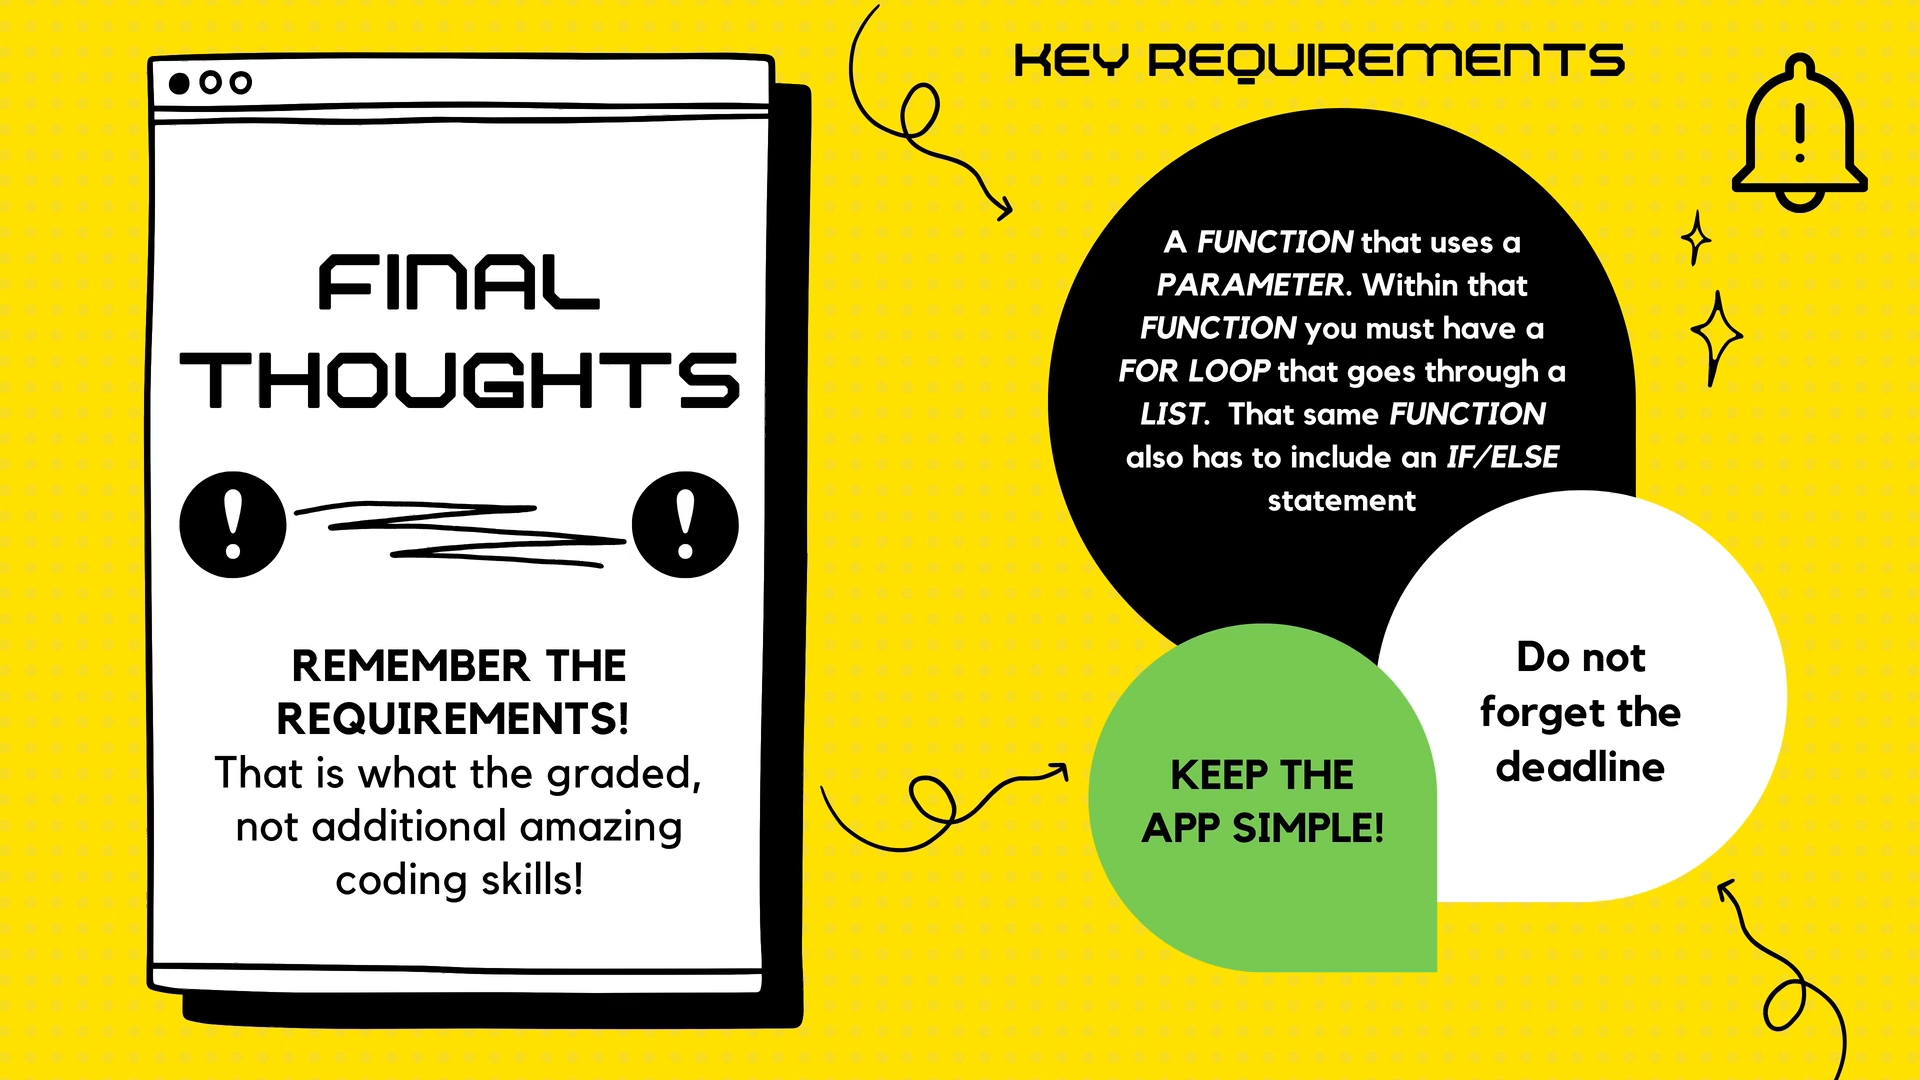 FINAL
THOUGHTS
REMEMBER THE
REQUIREMENTS!
That is what the graded,
not additional amazing
coding skills!
KEY REQUIREMENTS
A FUNCTION that uses a
PARAMETER. Within that
FUNCTION you must have a
FOR LOOP that goes through a
LIST.  That same FUNCTION
also has to include an IF/ELSE
statement
Do not
forget the
deadline
KEEP THE
APP SIMPLE!